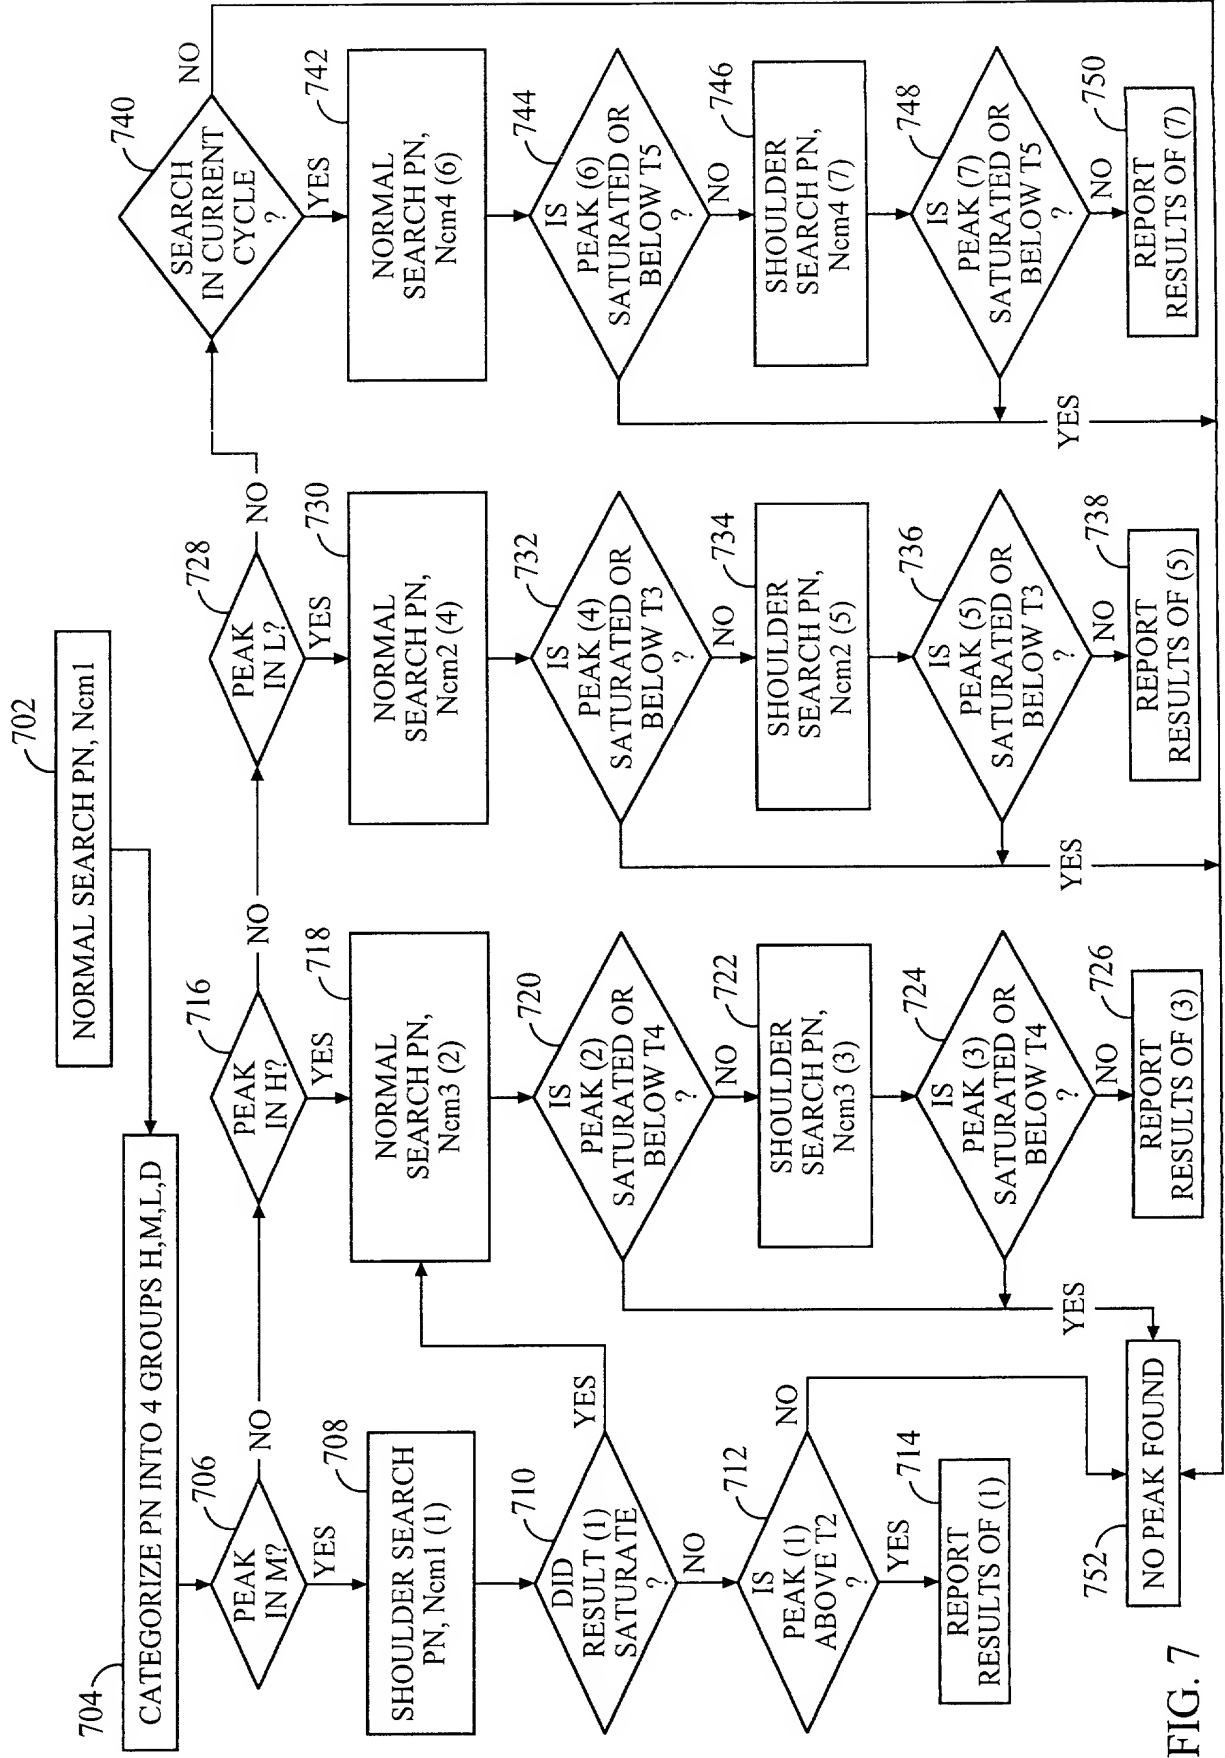 702
NORMAL SEARCH PN, Ncm1
704
CATEGORIZE PN INTO 4 GROUPS H,M,L,D
706
PEAK
IN M?
NO
YES
708
SHOULDER SEARCH
PN, Ncm1 (1)
710
DID
RESULT (1)
SATURATE
?
YES
NO
712
IS
PEAK (1)
ABOVE T2
?
NO
YES
714
REPORT
RESULTS OF (1)
716
PEAK
IN H?
NO
YES
718
NORMAL
SEARCH PN,
Ncm3 (2)
720
IS
PEAK (2)
SATURATED OR
BELOW T4
?
NO
722
SHOULDER
SEARCH PN,
Ncm3 (3)
724
IS
PEAK (3)
SATURATED OR
BELOW T4
?
YES
NO
726
REPORT
RESULTS OF (3)
728
PEAK
IN L?
NO
YES
730
NORMAL
SEARCH PN,
Ncm2 (4)
732
IS
PEAK (4)
SATURATED OR
BELOW T3
?
NO
734
SHOULDER
SEARCH PN,
Ncm2 (5)
736
IS
PEAK (5)
SATURATED OR
BELOW T3
?
YES
NO
738
REPORT
RESULTS OF (5)
740
SEARCH
IN CURRENT
CYCLE
?
NO
YES
742
NORMAL
SEARCH PN,
Ncm4 (6)
744
IS
PEAK (6)
SATURATED OR
BELOW T5
?
NO
746
SHOULDER
SEARCH PN,
Ncm4 (7)
748
IS
PEAK (7)
SATURATED OR
BELOW T5
?
YES
NO
750
REPORT
RESULTS OF (7)
752
NO PEAK FOUND
FIG. 7